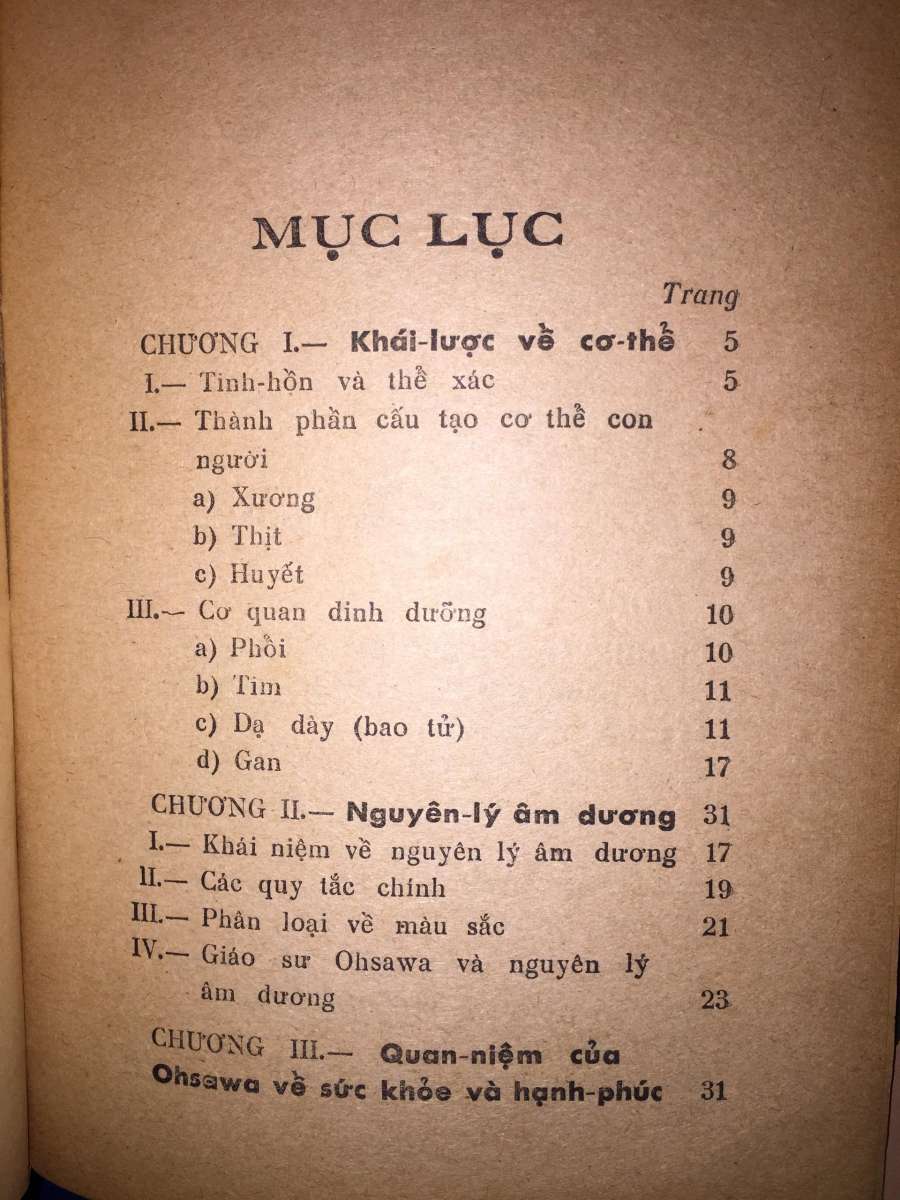 MỤC LỤC
Trang
CHƯƠNG I.— Khái-lược về cơ-thể 5
I.— Tinh-hồn và thể xác 5
II.— Thành phần cấu tạo cơ thể con
người 8
a) Xương 9
b) Thịt 9
c) Huyết 9
III.— Cơ quan dinh dưỡng 10
a) Phổi 10
b) Tim 11
c) Dạ dày (bao tử) 11
d) Gan 17
CHƯƠNG II.— Nguyên-lý âm dương 31
I.— Khái niệm về nguyên lý âm dương 17
II.— Các quy tắc chính 19
III.— Phân loại về màu sắc 21
IV.— Giáo sư Ohsawa và nguyên lý
âm dương 23
CHƯƠNG III.— Quan-niệm của
Ohsawa về sức khỏe và hạnh-phúc 31